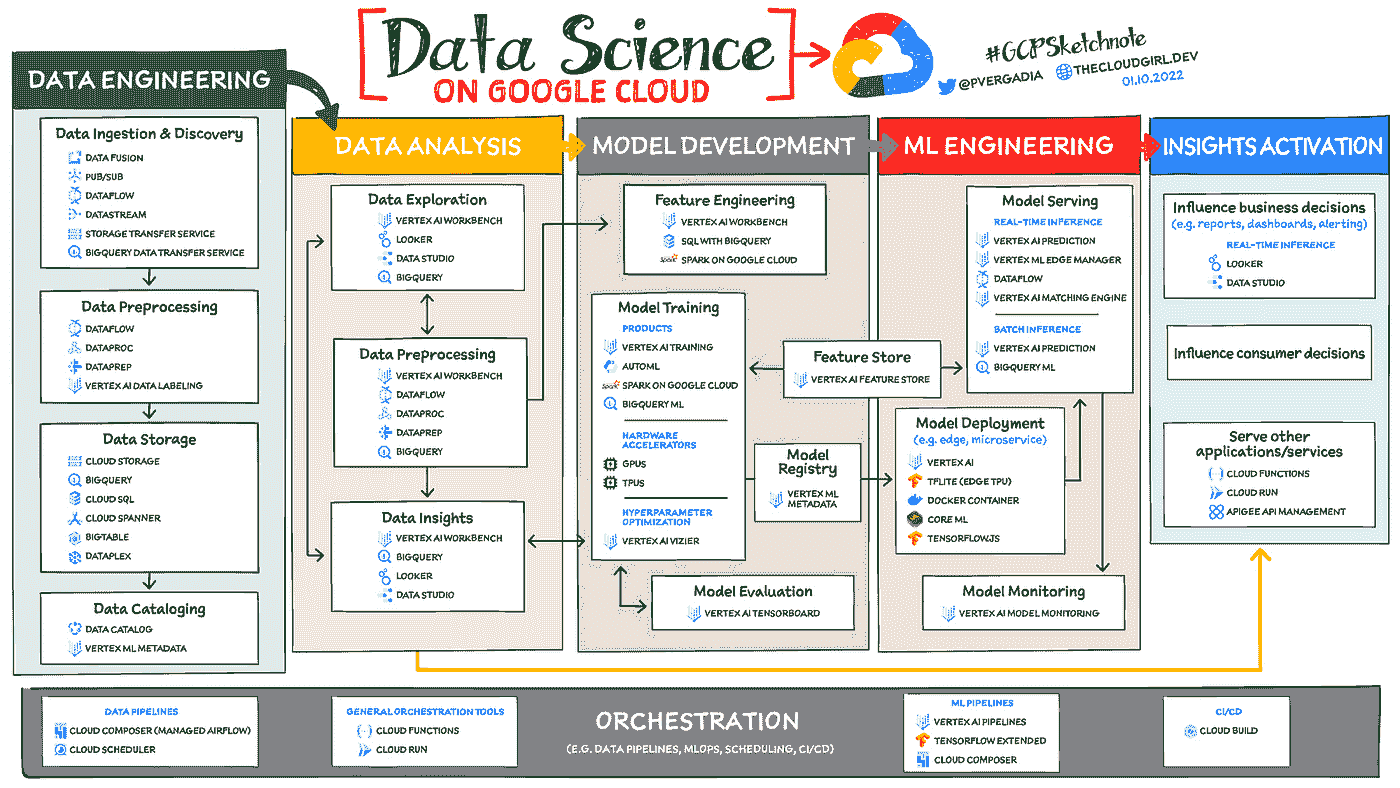 Data Science
ON GOOGLE CLOUD
#GCPSketchnote
@PVERGADIA
THECLOUDGIRL.DEV
01.10.2022
DATA ENGINEERING
Data Ingestion & Discovery
DATA FUSION
PUB/SUB
DATAFLOW
DATASTREAM
STORAGE TRANSFER SERVICE
BIGQUERY DATA TRANSFER SERVICE
Data Preprocessing
DATAFLOW
DATAPROC
DATAPREP
VERTEX AI DATA LABELING
Data Storage
CLOUD STORAGE
BIGQUERY
CLOUD SQL
CLOUD SPANNER
BIGTABLE
DATAPLEX
Data Cataloging
DATA CATALOG
VERTEX ML METADATA
DATA ANALYSIS
Data Exploration
VERTEX AI WORKBENCH
LOOKER
DATA STUDIO
BIGQUERY
Data Preprocessing
VERTEX AI WORKBENCH
DATAFLOW
DATAPROC
DATAPREP
BIGQUERY
Data Insights
VERTEX AI WORKBENCH
BIGQUERY
LOOKER
DATA STUDIO
MODEL DEVELOPMENT
Feature Engineering
VERTEX AI WORKBENCH
SQL WITH BIGQUERY
Spark
SPARK ON GOOGLE CLOUD
Model Training
PRODUCTS
VERTEX AI TRAINING
AUTOML
Spark
SPARK ON GOOGLE CLOUD
BIGQUERY ML
HARDWARE
ACCELERATORS
GPUS
TPUS
HYPERPARAMETER
OPTIMIZATION
VERTEX AI VIZIER
Feature Store
VERTEX AI FEATURE STORE
Model
Registry
VERTEX ML
METADATA
Model Evaluation
VERTEX AI TENSORBOARD
ML ENGINEERING
Model Serving
REAL-TIME INFERENCE
VERTEX AI PREDICTION
VERTEX ML EDGE MANAGER
DATAFLOW
VERTEX AI MATCHING ENGINE
BATCH INFERENCE
VERTEX AI PREDICTION
BIGQUERY ML
Model Deployment
(e.g. edge, microservice)
VERTEX AI
TFLITE (EDGE TPU)
DOCKER CONTAINER
CORE ML
TENSORFLOW.JS
Model Monitoring
VERTEX AI MODEL MONITORING
INSIGHTS ACTIVATION
Influence business decisions
(e.g. reports, dashboards, alerting)
REAL-TIME INFERENCE
LOOKER
DATA STUDIO
Influence consumer decisions
Serve other
applications/services
CLOUD FUNCTIONS
CLOUD RUN
APIGEE API MANAGEMENT
DATA PIPELINES
CLOUD COMPOSER (MANAGED AIRFLOW)
CLOUD SCHEDULER
GENERAL ORCHESTRATION TOOLS
CLOUD FUNCTIONS
CLOUD RUN
ORCHESTRATION
(E.G. DATA PIPELINES, MLOPS, SCHEDULING, CI/CD)
ML PIPELINES
VERTEX AI PIPELINES
TENSORFLOW EXTENDED
CLOUD COMPOSER
CI/CD
CLOUD BUILD